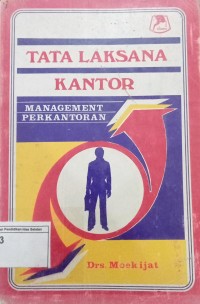 TATA LAKSANA
KANTOR
MANAGEMENT
PERKANTORAN
3
Drs. Moekijat